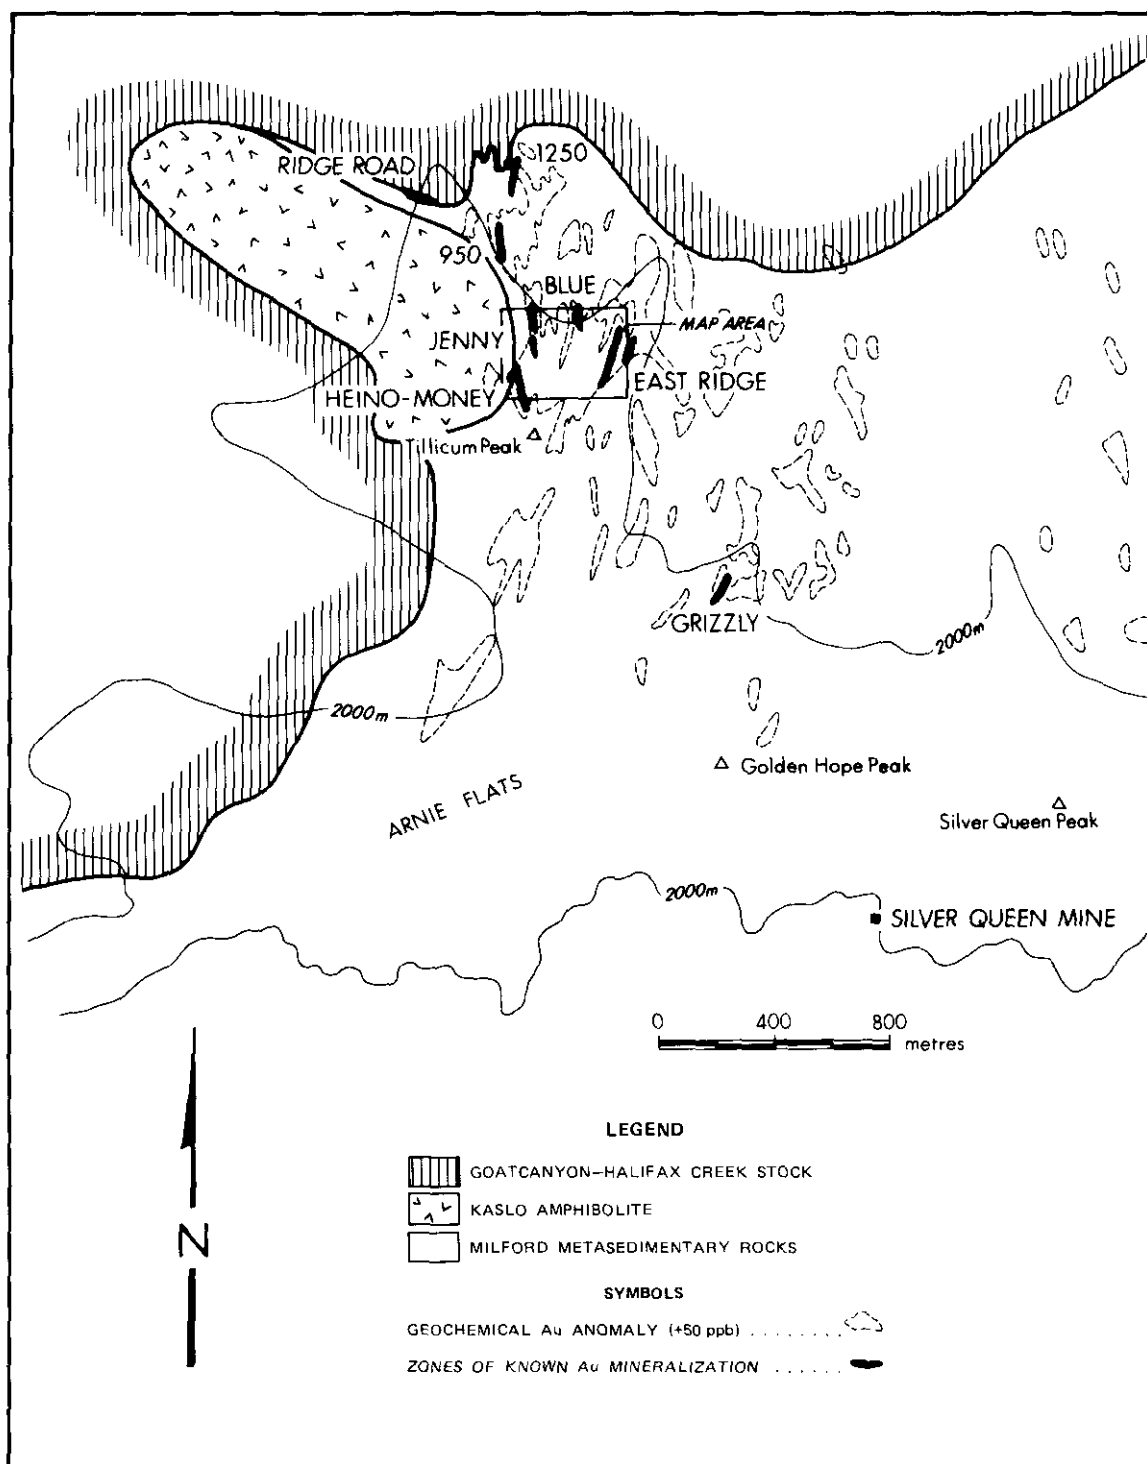 1250
RIDGE ROAD
950
BLUE
MAP AREA
JENNY
EAST RIDGE
HEINO-MONEY
Tillicum Peak
GRIZZLY
2000m
2000m
Golden Hope Peak
ARNIE FLATS
Silver Queen Peak
2000m
SILVER QUEEN MINE
0 400 800
metres
N
LEGEND
GOATCANYON-HALIFAX CREEK STOCK
KASLO AMPHIBOLITE
MILFORD METASEDIMENTARY ROCKS
SYMBOLS
GEOCHEMICAL Au ANOMALY (+50 ppb) ........
ZONES OF KNOWN Au MINERALIZATION ......